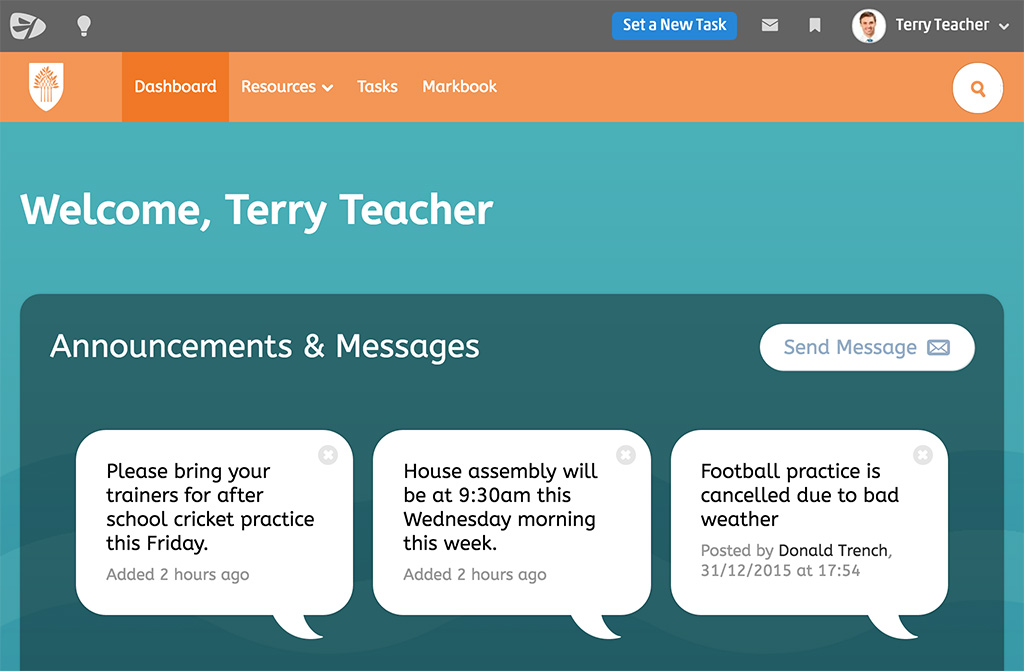 Set a New Task
Terry Teacher
Dashboard
Resources
Tasks
Markbook
Welcome, Terry Teacher
Announcements & Messages
Send Message
Please bring your
trainers for after
school cricket practice
this Friday.
Added 2 hours ago
House assembly will
be at 9:30am this
Wednesday morning
this week.
Added 2 hours ago
Football practice is
cancelled due to bad
weather
Posted by Donald Trench,
31/12/2015 at 17:54